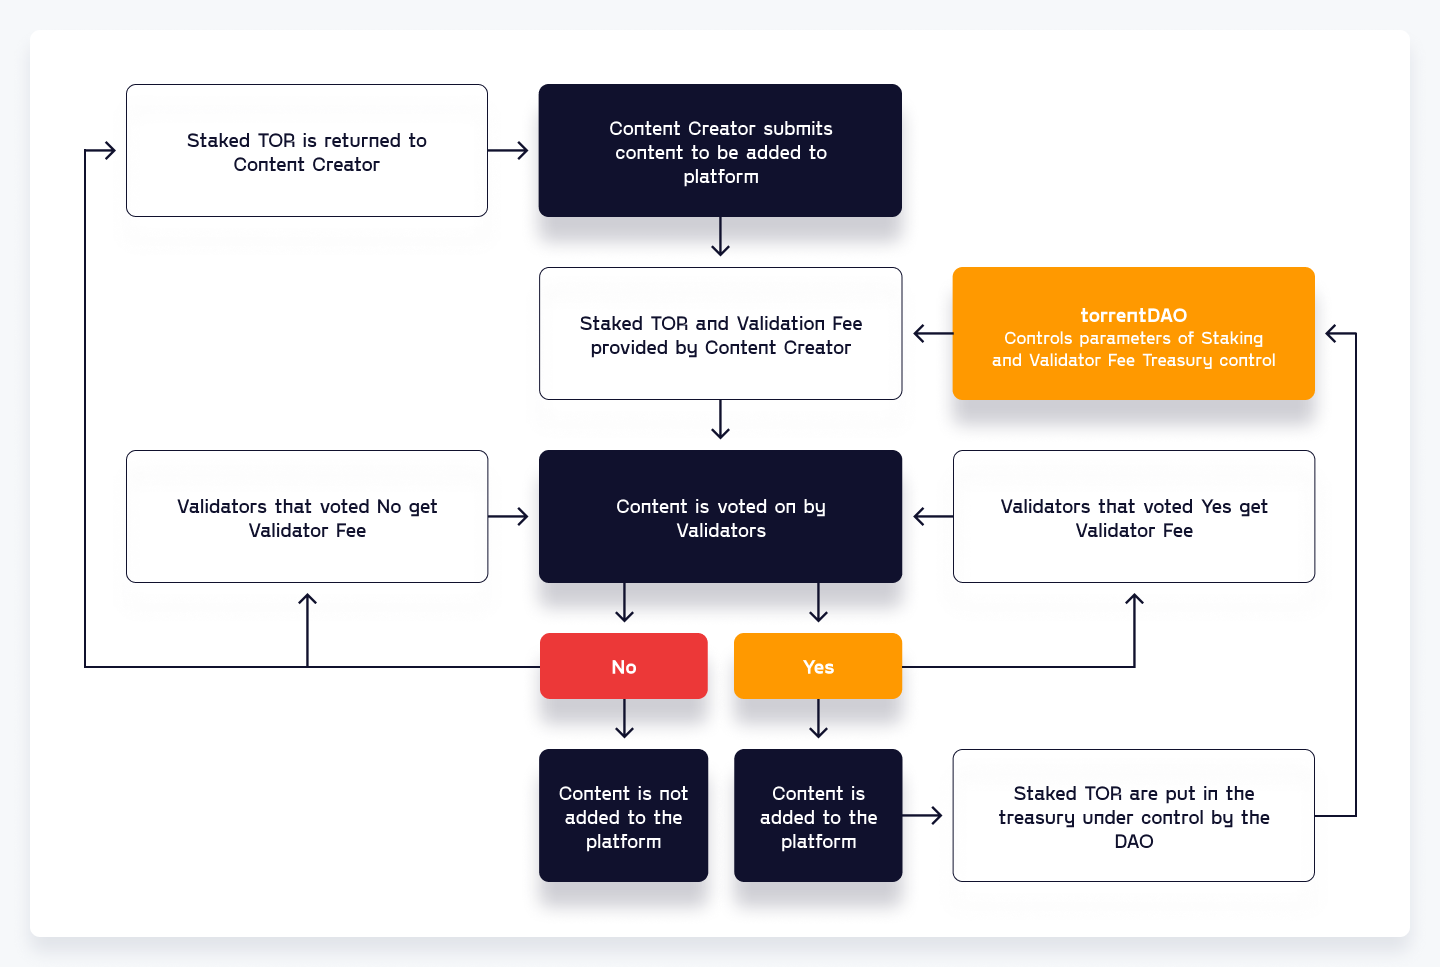 Staked TOR is returned to
Content Creator
Content Creator submits
content to be added to
platform
Staked TOR and Validation Fee
provided by Content Creator
torrentDAO
Controls parameters of Staking
and Validator Fee Treasury control
Validators that voted No get
Validator Fee
Content is voted on by
Validators
Validators that voted Yes get
Validator Fee
No
Yes
Content is not
added to the
platform
Content is
added to the
platform
Staked TOR are put in the
treasury under control by the
DAO